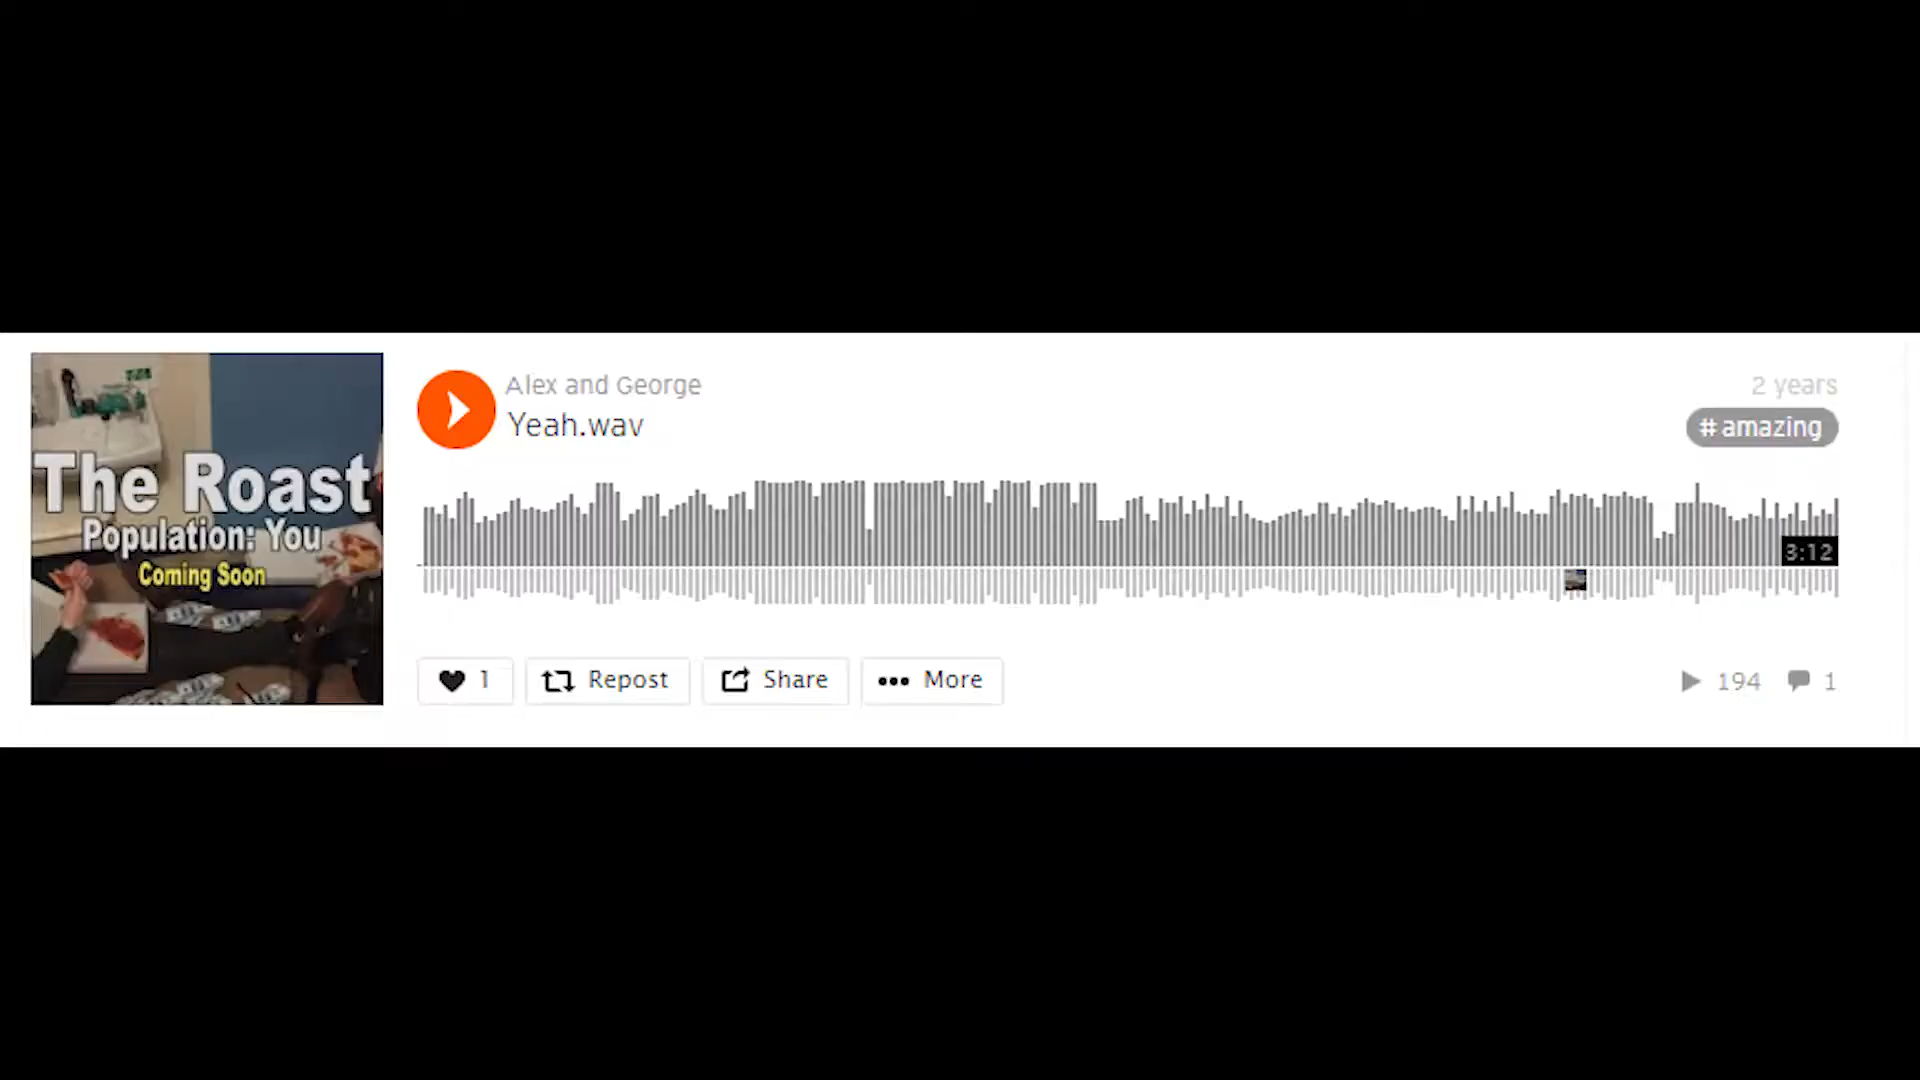 The Roast
Population: You
Coming Soon
Alex and George
Yeah.wav
2 years
# amazing
3:12
1
Repost
Share
More
194
1